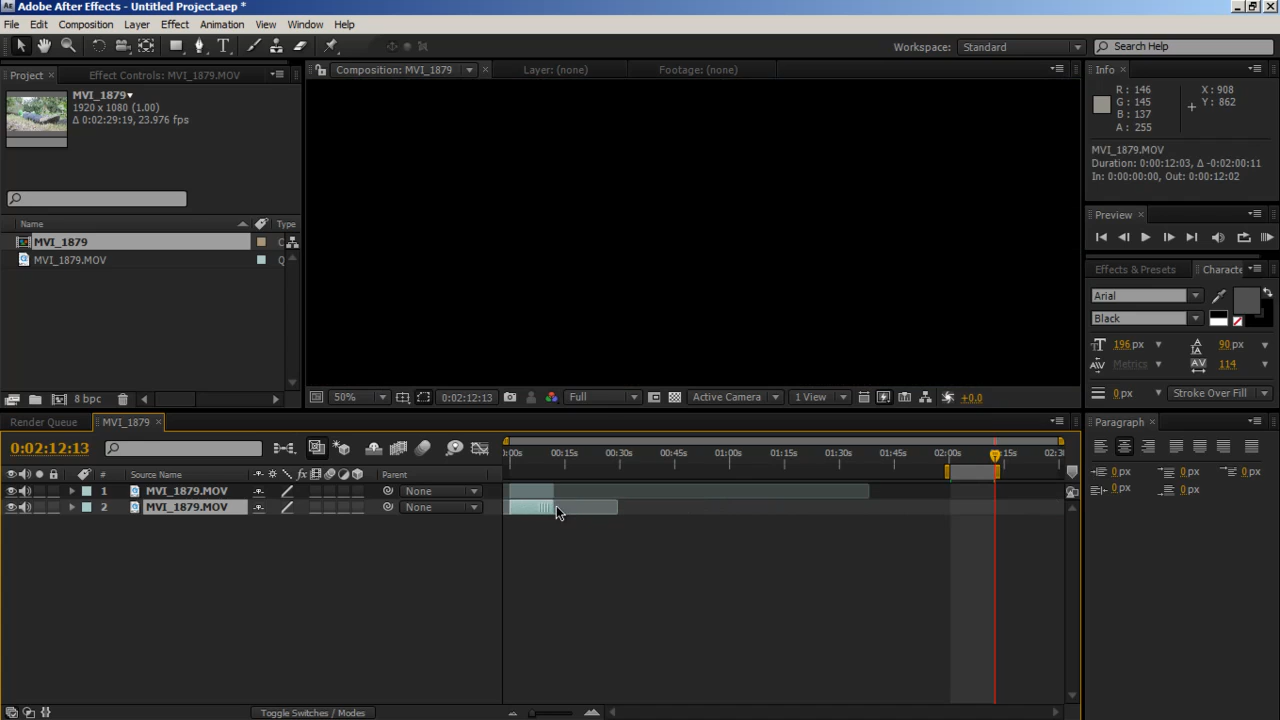 Adobe After Effects - Untitled Project.aep *
File Edit Composition Layer Effect Animation View Window Help
Workspace: Standard Search Help
Project Effect Controls: MVI_1879.MOV Composition: MVI_1879 Layer: (none) Footage: (none) Info
MVI_1879
1920 x 1080 (1.00)
Δ 0:02:29:19, 23.976 fps
R : 146 X : 908
G : 145 Y : 862
B : 137
A : 255
MVI_1879.MOV
Duration: 0:00:12:03, Δ -0:02:00:11
In: 0:00:00:00, Out: 0:00:12:02
Preview
Name Type
MVI_1879 C
MVI_1879.MOV Q
Effects & Presets Characte
Arial
Black
196 px 90 px
Metrics 114
0 px Stroke Over Fill
8 bpc 50% 0:02:12:13 Full Active Camera 1 View +0.0
Render Queue MVI_1879 Paragraph
0:02:12:13
:00s 00:15s 00:30s 00:45s 01:00s 01:15s 01:30s 01:45s 02:00s 15s 02:3
# Source Name Parent
1 MVI_1879.MOV None
2 MVI_1879.MOV None
0 px 0 px 0 px
0 px 0 px
Toggle Switches / Modes